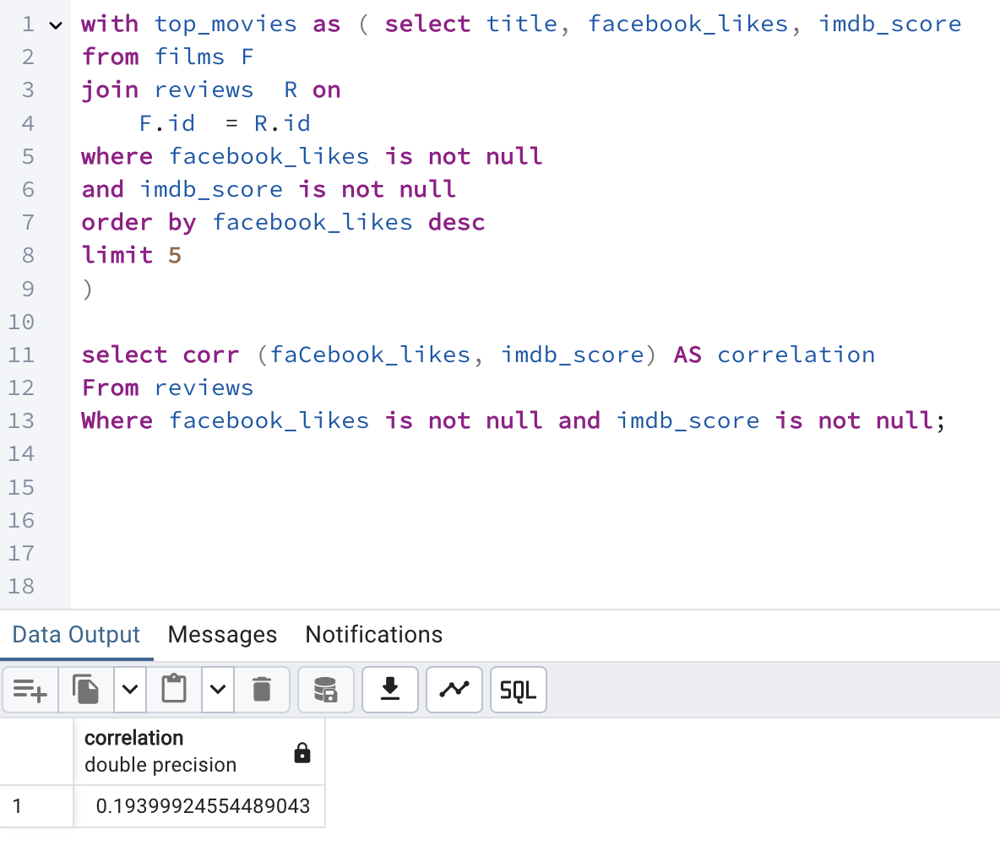 1 with top_movies as ( select title, facebook_likes, imdb_score
2 from films F
3 join reviews  R on
4     F.id  = R.id
5 where facebook_likes is not null
6 and imdb_score is not null
7 order by facebook_likes desc
8 limit 5
9 )
10
11 select corr (faCebook_likes, imdb_score) AS correlation
12 From reviews
13 Where facebook_likes is not null and imdb_score is not null;
14
15
16
17
18
Data Output Messages Notifications
SQL
correlation
double precision
1 0.19399924554489043